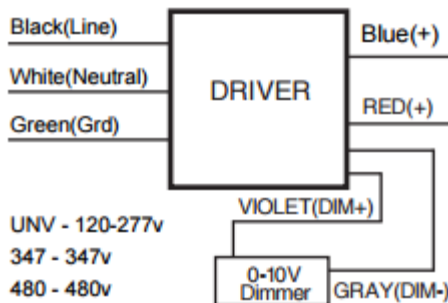 Black(Line)
White(Neutral)
Green(Grd)
DRIVER
Blue(+)
RED(+)
VIOLET(DIM+)
UNV - 120-277v
347 - 347v
480 - 480v
0-10V
Dimmer
GRAY(DIM-)